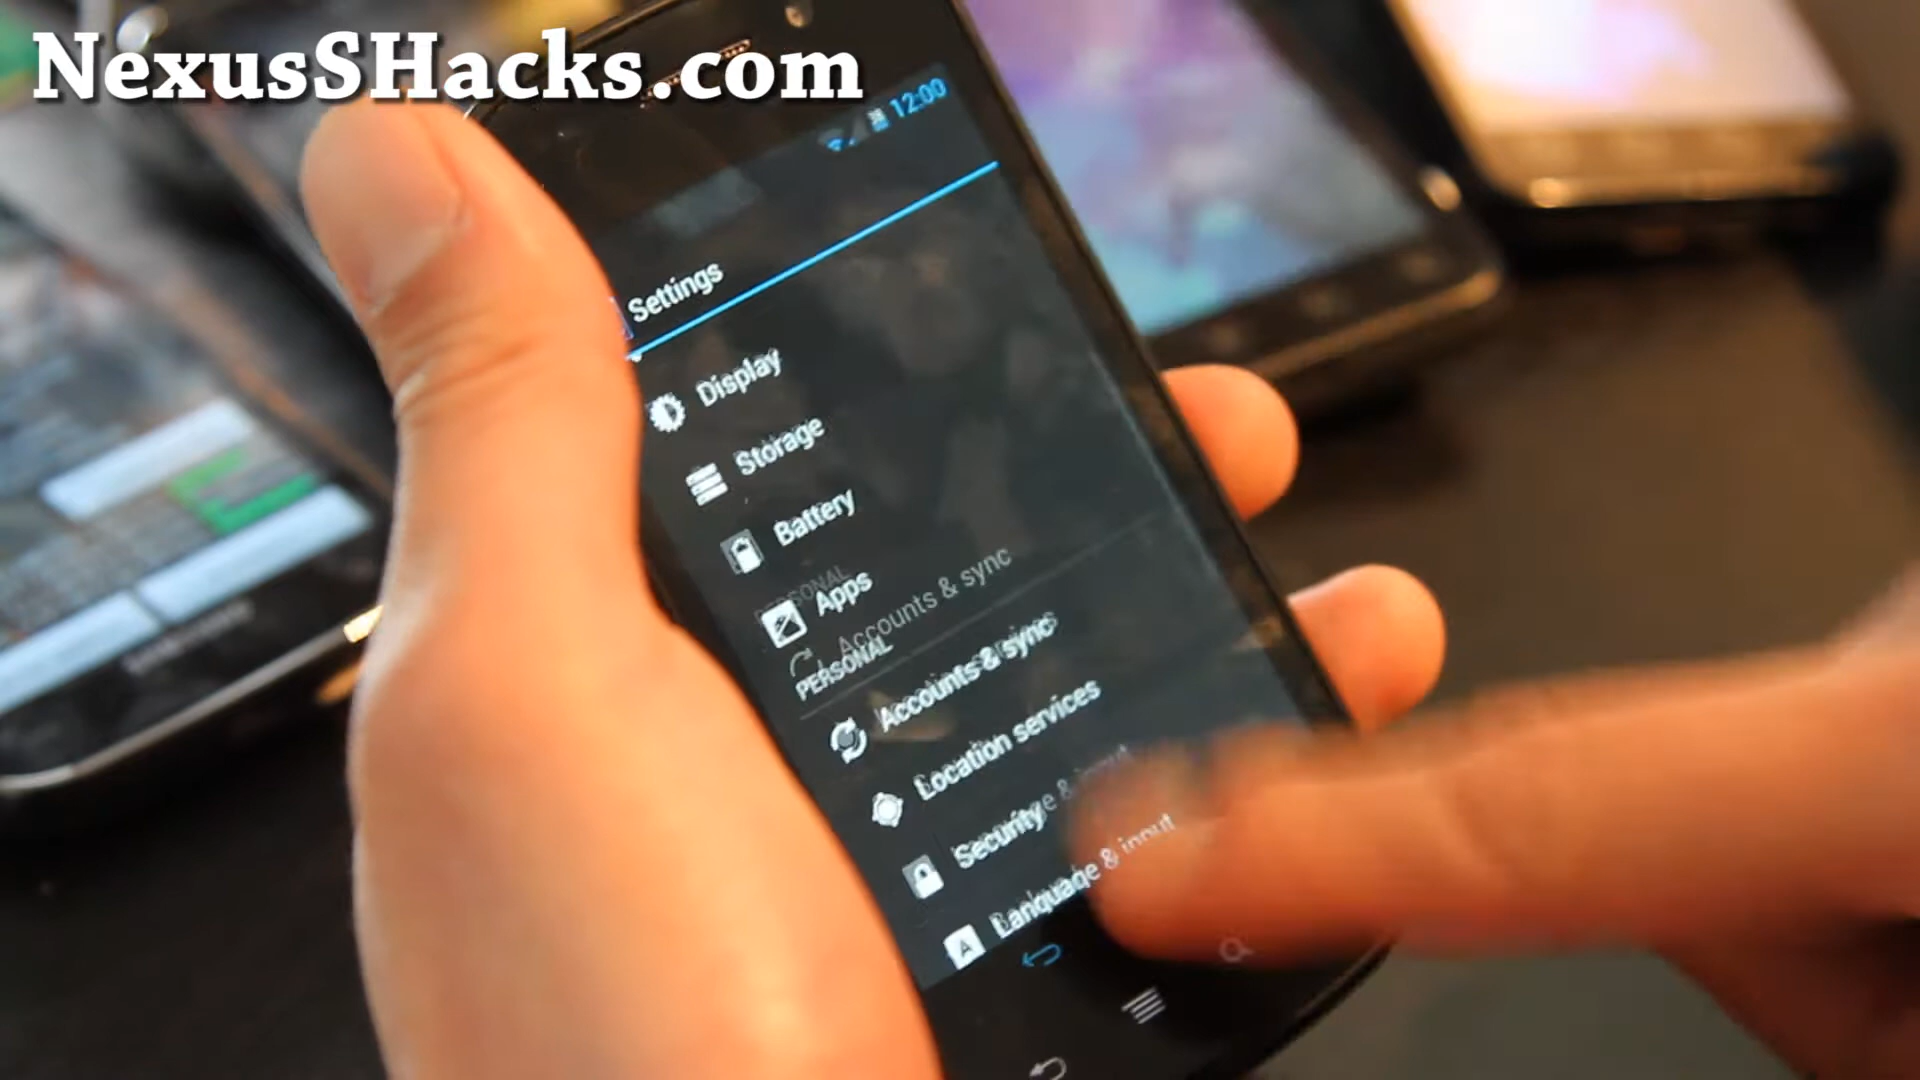 NexusSHacks.com
12:00
Settings
Display
Storage
Battery
PERSONAL
Apps
Accounts & sync
PERSONAL
Accounts & sync
Location services
Security
Language & input